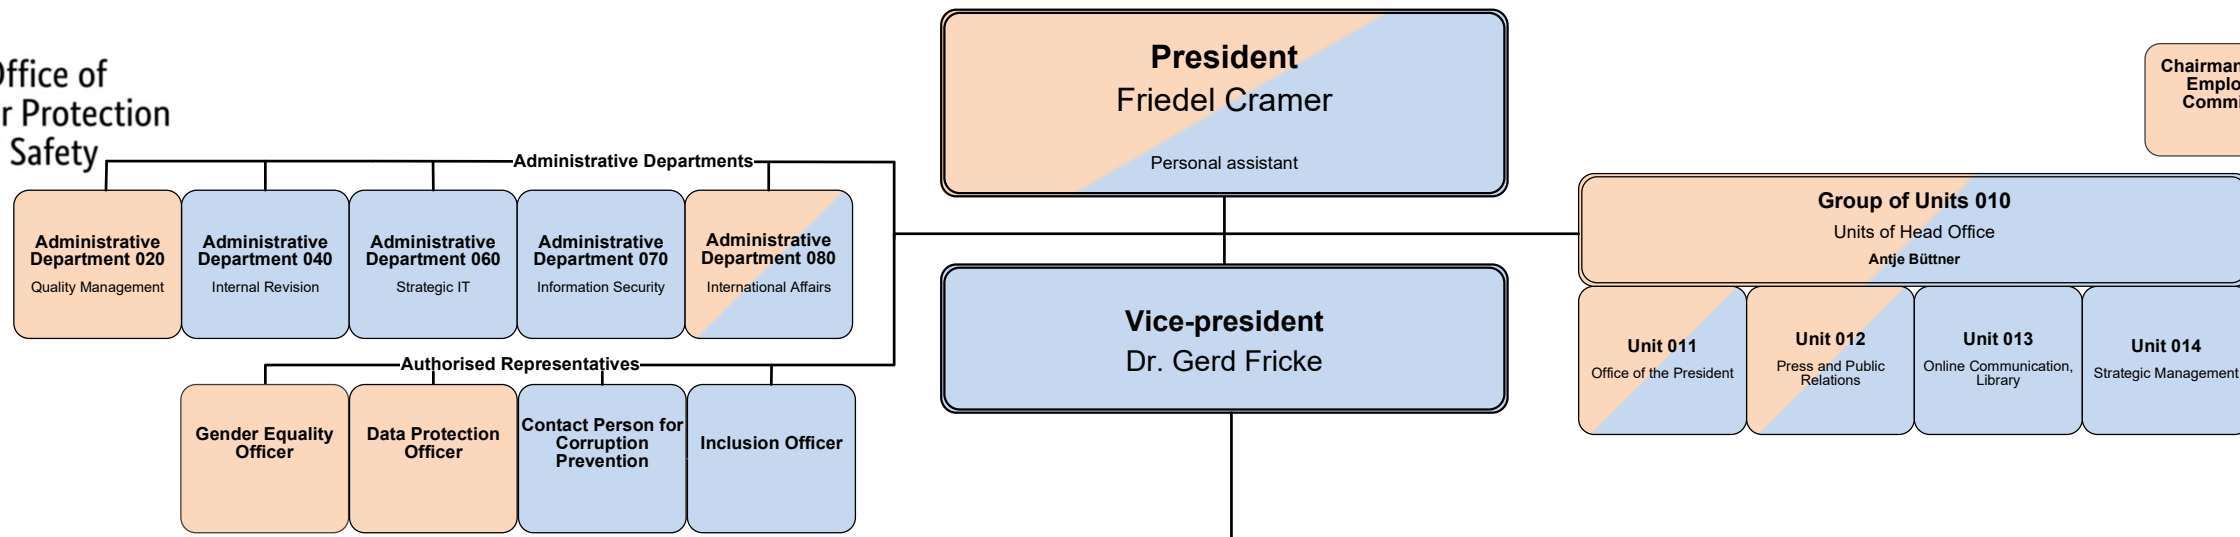 Office of
r Protection
Safety
President
Friedel Cramer
Personal assistant
Chairman
Emplo
Commi
Administrative Departments
Administrative
Department 020
Quality Management
Administrative
Department 040
Internal Revision
Administrative
Department 060
Strategic IT
Administrative
Department 070
Information Security
Administrative
Department 080
International Affairs
Group of Units 010
Units of Head Office
Antje Büttner
Vice-president
Dr. Gerd Fricke
Unit 011
Office of the President
Unit 012
Press and Public
Relations
Unit 013
Online Communication,
Library
Unit 014
Strategic Management
Authorised Representatives
Gender Equality
Officer
Data Protection
Officer
Contact Person for
Corruption
Prevention
Inclusion Officer